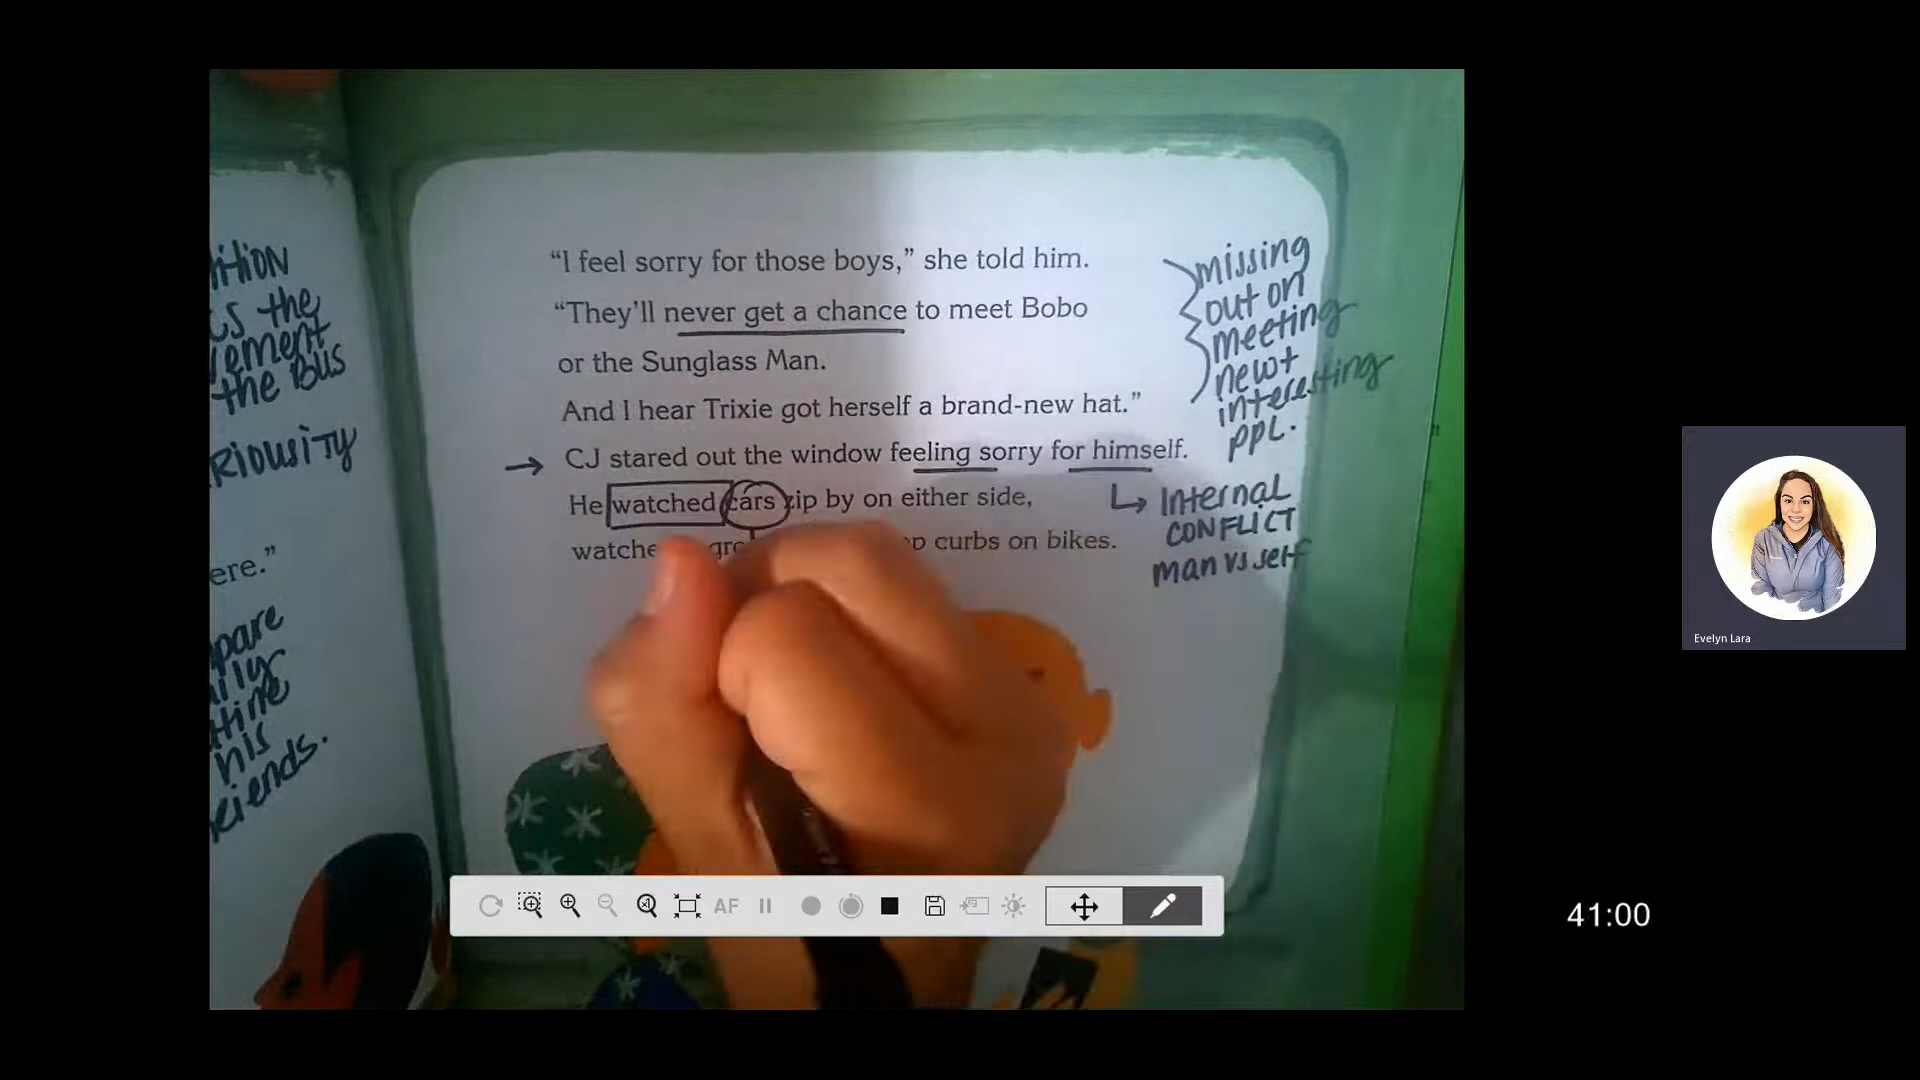 ition
cs the
ement
the Bus
Riousity
ere."
pare
ily
tine
his
Reiends.
"I feel sorry for those boys," she told him.
"They'll never get a chance to meet Bobo
or the Sunglass Man.
And I hear Trixie got herself a brand-new hat."
CJ stared out the window feeling sorry for himself.
He watched cars zip by on either side,
watche gro p curbs on bikes.
missing
out on
meeting
new +
interesting
ppl.
↳ Internal
CONFLICT
man vs self
AF
Evelyn Lara
41:00